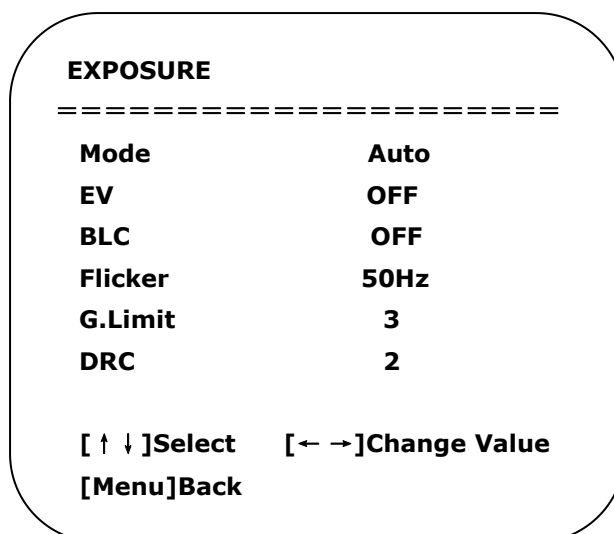 EXPOSURE
=====================
Mode Auto
EV OFF
BLC OFF
Flicker 50Hz
G.Limit 3
DRC 2
[↑↓]Select [← →]Change Value
[Menu]Back